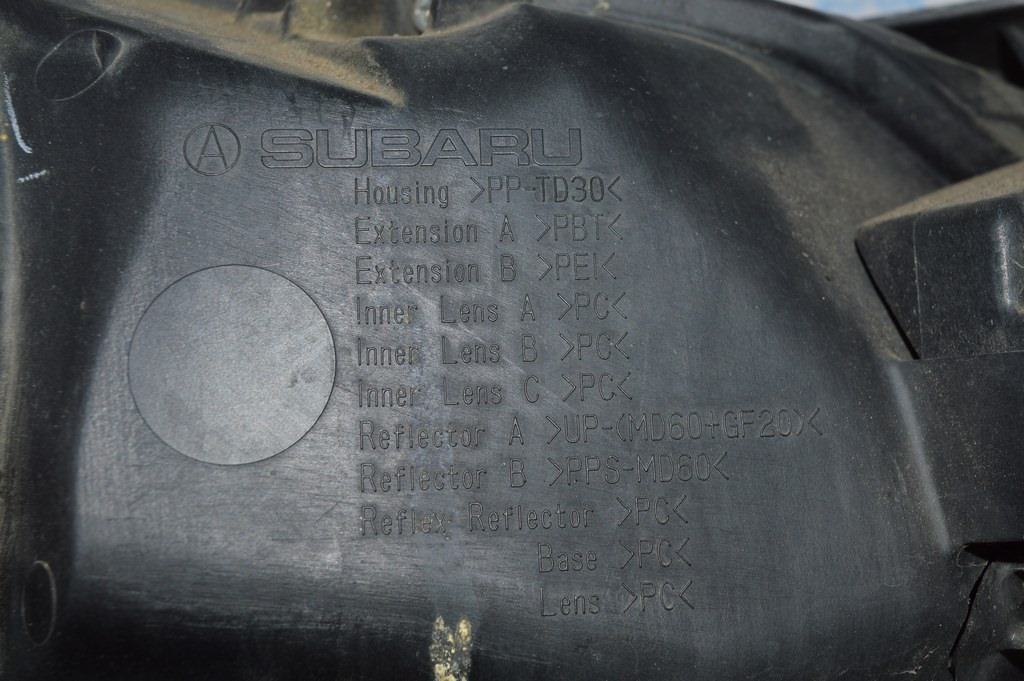 A SUBARU
Housing >PP-TD30<
Extension A >PBT<
Extension B >PEI<
Inner Lens A >PC<
Inner Lens B >PC<
Inner Lens C >PC<
Reflector A >UP-(MD60+GF20)<
Reflector B >PPS-MD60<
Reflex Reflector >PC<
Base >PC<
Lens >PC<